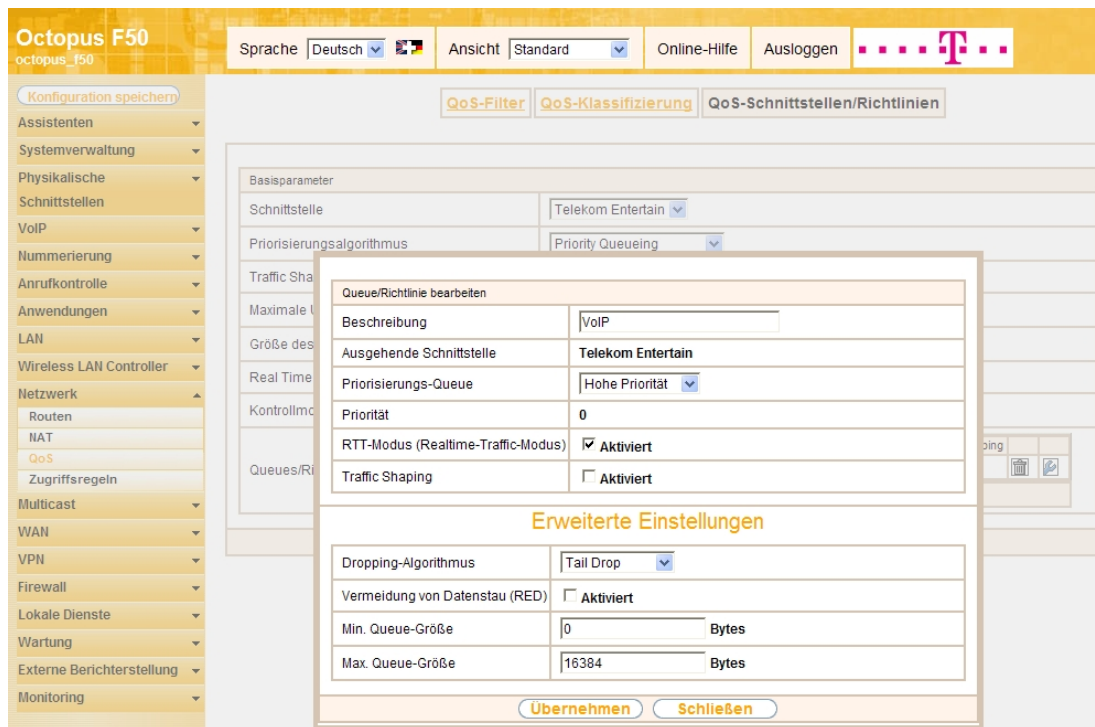 Octopus F50
octopus_f50
Sprache Deutsch Ansicht Standard Online-Hilfe Ausloggen
T
Konfiguration speichern
Assistenten
Systemverwaltung
Physikalische
Schnittstellen
VoIP
Nummerierung
Anrufkontrolle
Anwendungen
LAN
Wireless LAN Controller
Netzwerk
Routen
NAT
QoS
Zugriffsregeln
Multicast
WAN
VPN
Firewall
Lokale Dienste
Wartung
Externe Berichterstellung
Monitoring
QoS-Filter QoS-Klassifizierung QoS-Schnittstellen/Richtlinien
Basisparameter
Schnittstelle Telekom Entertain
Priorisierungsalgorithmus Priority Queueing
Traffic Sha
Maximale
Größe des
Real Time
Kontrollmo
Queues/Ri
ping
Queue/Richtlinie bearbeiten
Beschreibung VoIP
Ausgehende Schnittstelle Telekom Entertain
Priorisierungs-Queue Hohe Priorität
Priorität 0
RTT-Modus (Realtime-Traffic-Modus) Aktiviert
Traffic Shaping Aktiviert
Erweiterte Einstellungen
Dropping-Algorithmus Tail Drop
Vermeidung von Datenstau (RED) Aktiviert
Min. Queue-Größe 0 Bytes
Max. Queue-Größe 16384 Bytes
Übernehmen Schließen